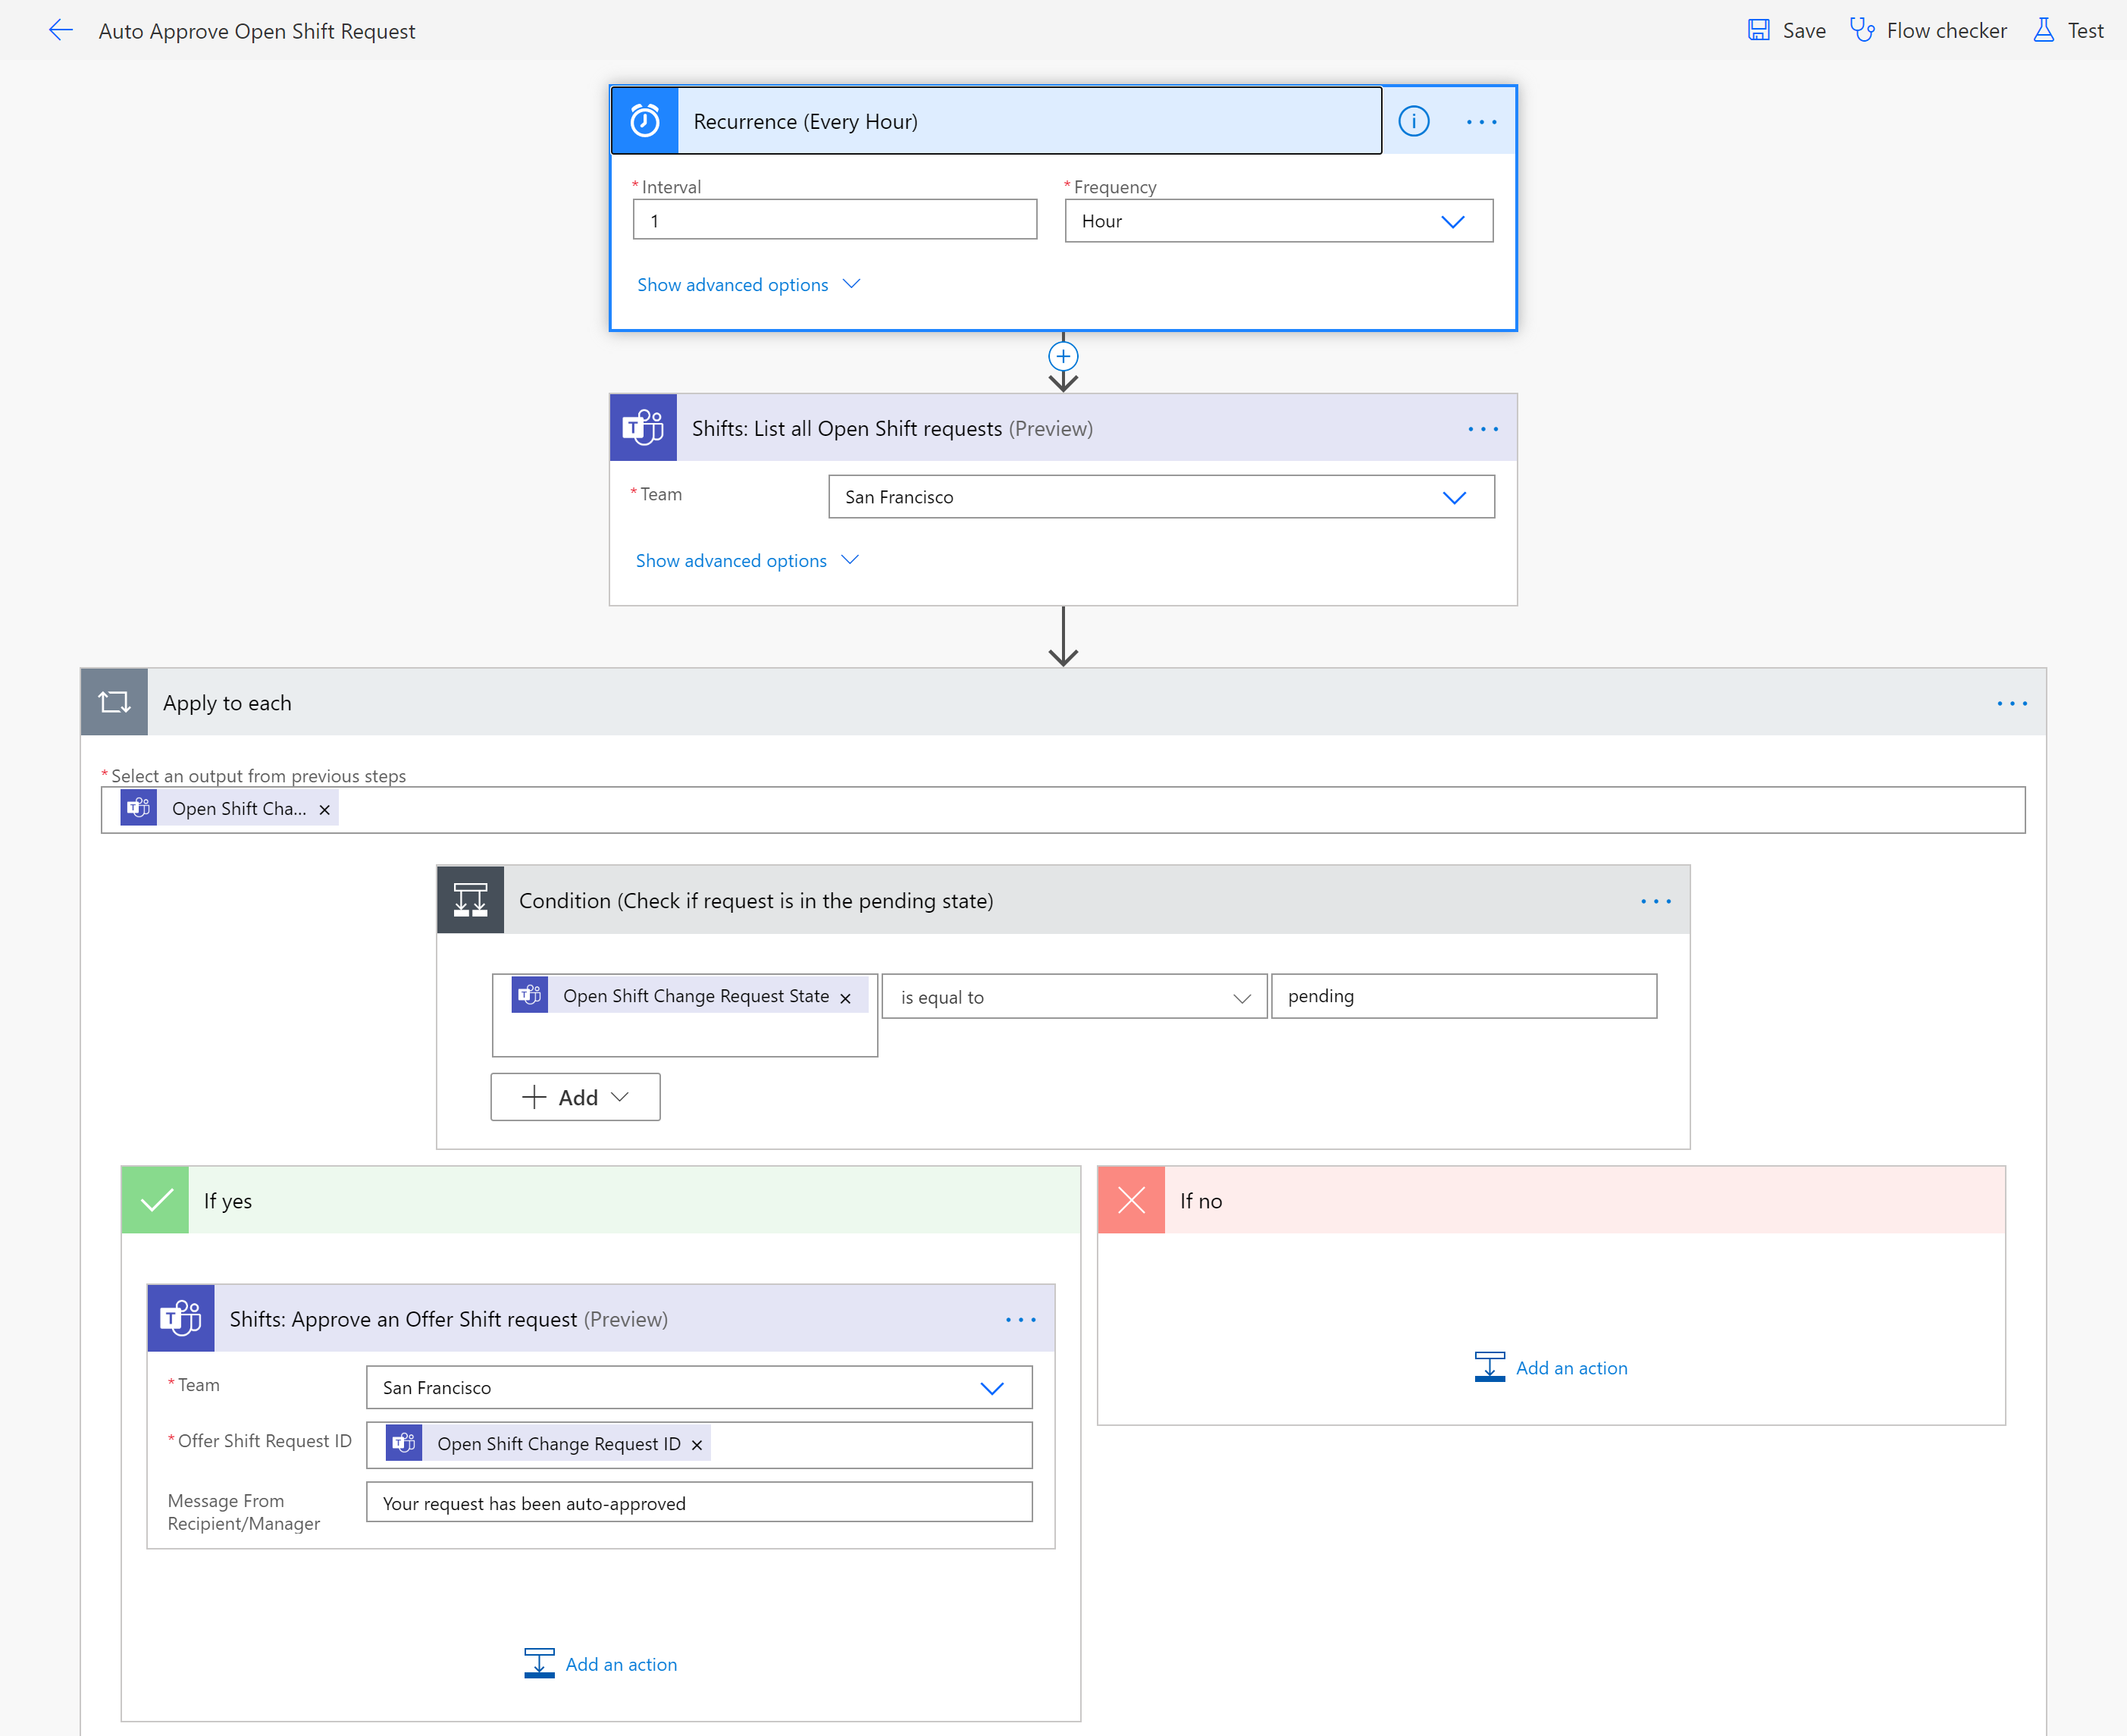 Auto Approve Open Shift Request
Save
Flow checker
Test
Recurrence (Every Hour)
* Interval
* Frequency
1
Hour
Show advanced options
Shifts: List all Open Shift requests (Preview)
* Team
San Francisco
Show advanced options
Apply to each
* Select an output from previous steps
Open Shift Cha...
Condition (Check if request is in the pending state)
Open Shift Change Request State
is equal to
pending
Add
If yes
If no
Shifts: Approve an Offer Shift request (Preview)
* Team
San Francisco
* Offer Shift Request ID
Open Shift Change Request ID
Message From
Recipient/Manager
Your request has been auto-approved
Add an action
Add an action